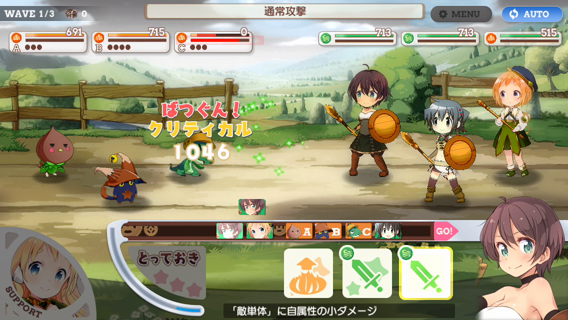 WAVE 1/3 0
通常攻撃
MENU
AUTO
691
715
0
713
713
515
A
B
C
ばつぐん！
クリティカル
1046
A B C GO!
とっておき
SUPPORT
「敵単体」に自属性の小ダメージ